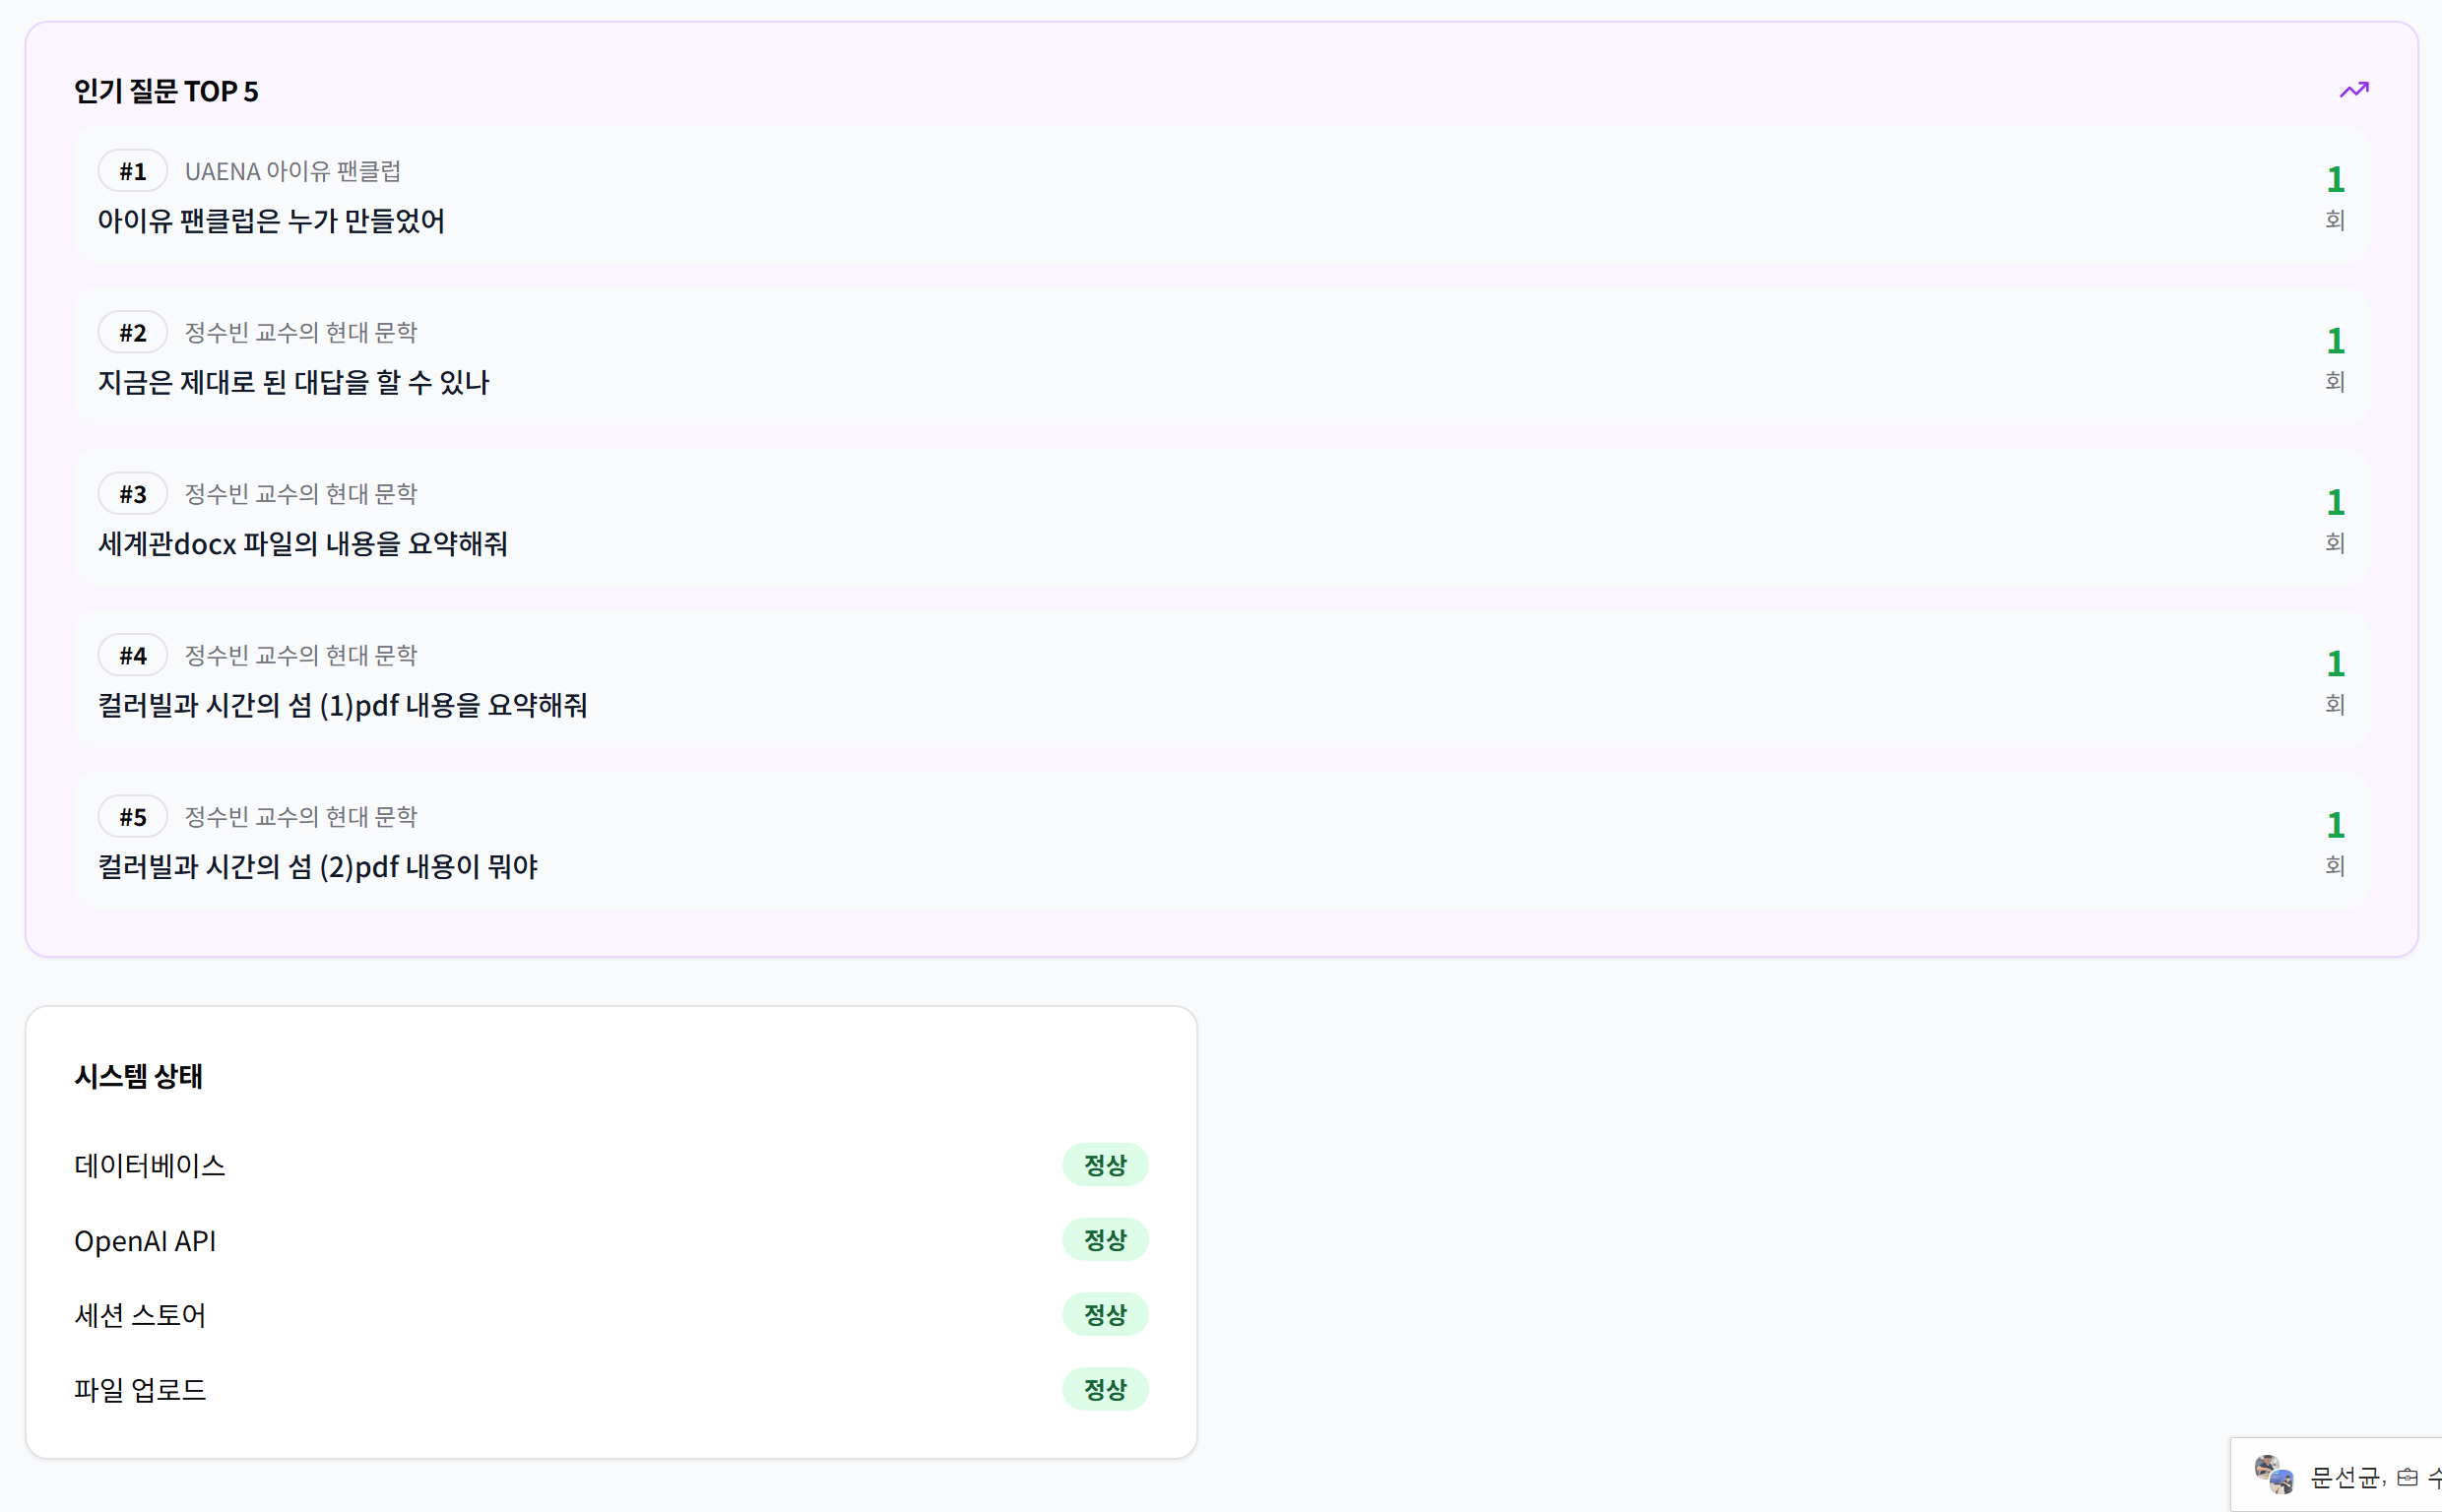 인기 질문 TOP 5
#1 UAENA 아이유 팬클럽
아이유 팬클럽은 누가 만들었어
1
회
#2 정수빈 교수의 현대 문학
지금은 제대로 된 대답을 할 수 있나
1
회
#3 정수빈 교수의 현대 문학
세계관docx 파일의 내용을 요약해줘
1
회
#4 정수빈 교수의 현대 문학
컬러빌과 시간의 섬 (1)pdf 내용을 요약해줘
1
회
#5 정수빈 교수의 현대 문학
컬러빌과 시간의 섬 (2)pdf 내용이 뭐야
1
회
시스템 상태
데이터베이스 정상
OpenAI API 정상
세션 스토어 정상
파일 업로드 정상
문선균,